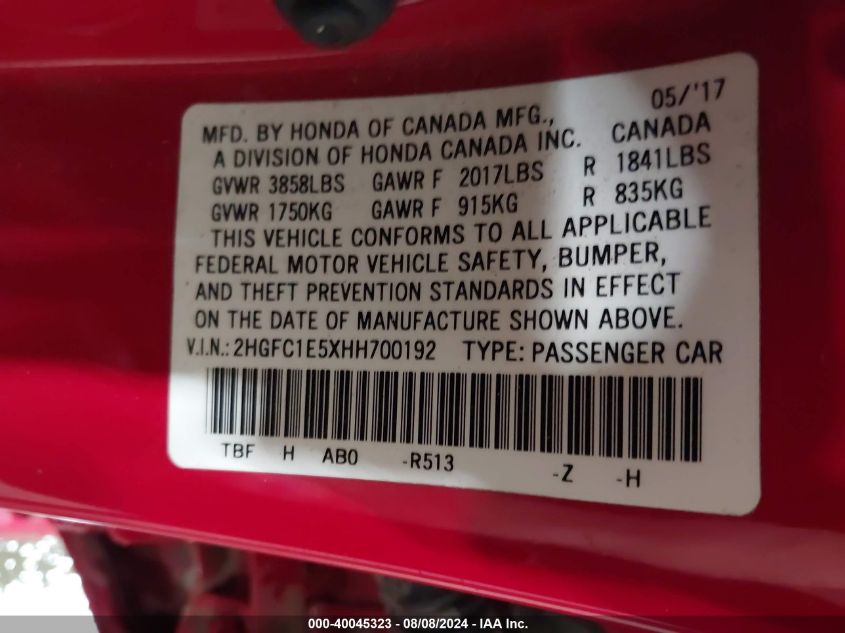 05/'17
MFD. BY HONDA OF CANADA MFG.,
A DIVISION OF HONDA CANADA INC. CANADA
GVWR 3858LBS GAWR F 2017LBS R 1841LBS
GVWR 1750KG GAWR F 915KG R 835KG
THIS VEHICLE CONFORMS TO ALL APPLICABLE
FEDERAL MOTOR VEHICLE SAFETY, BUMPER,
AND THEFT PREVENTION STANDARDS IN EFFECT
ON THE DATE OF MANUFACTURE SHOWN ABOVE.
V.I.N.: 2HGFC1E5XHH700192 TYPE: PASSENGER CAR
TBF H AB0 -R513 -Z -H
000-40045323 - 08/08/2024 - IAA Inc.